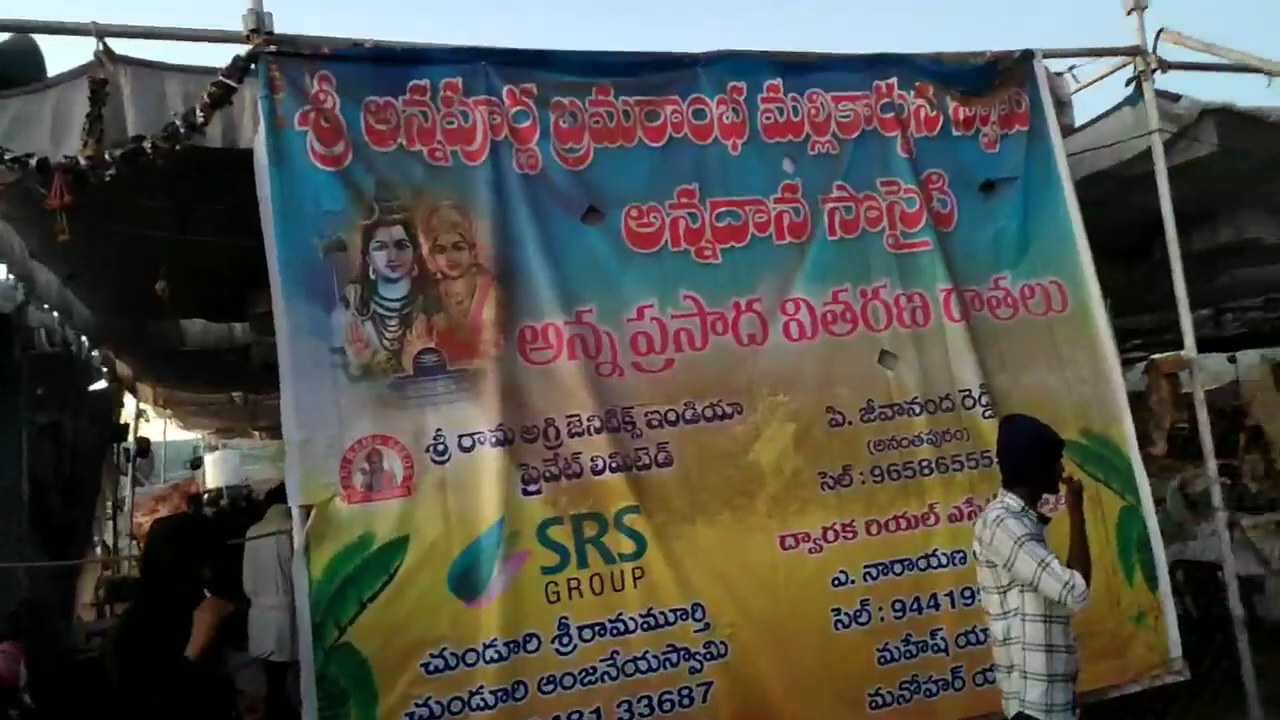 శ్రీ అన్నపూర్ణ బ్రమరాంభ మల్లికార్జున స్వామి
అన్నదాన సొసైటి
అన్న ప్రసాద వితరణ దాతలు
శ్రీ రామ అగ్రి జెనిటిక్స్ ఇండియా
ప్రైవేట్ లిమిటెడ్
SRS
GROUP
చుండూరి శ్రీరామమూర్తి
చుండూరి ఆంజనేయస్వామి
33687
పి. జీవానంద రెడ్డి
(అనంతపురం)
సెల్ : 96586555
ద్వారక రియల్
ఎ. నారాయణ
సెల్ : 94419
మహేష్
మనోహర్